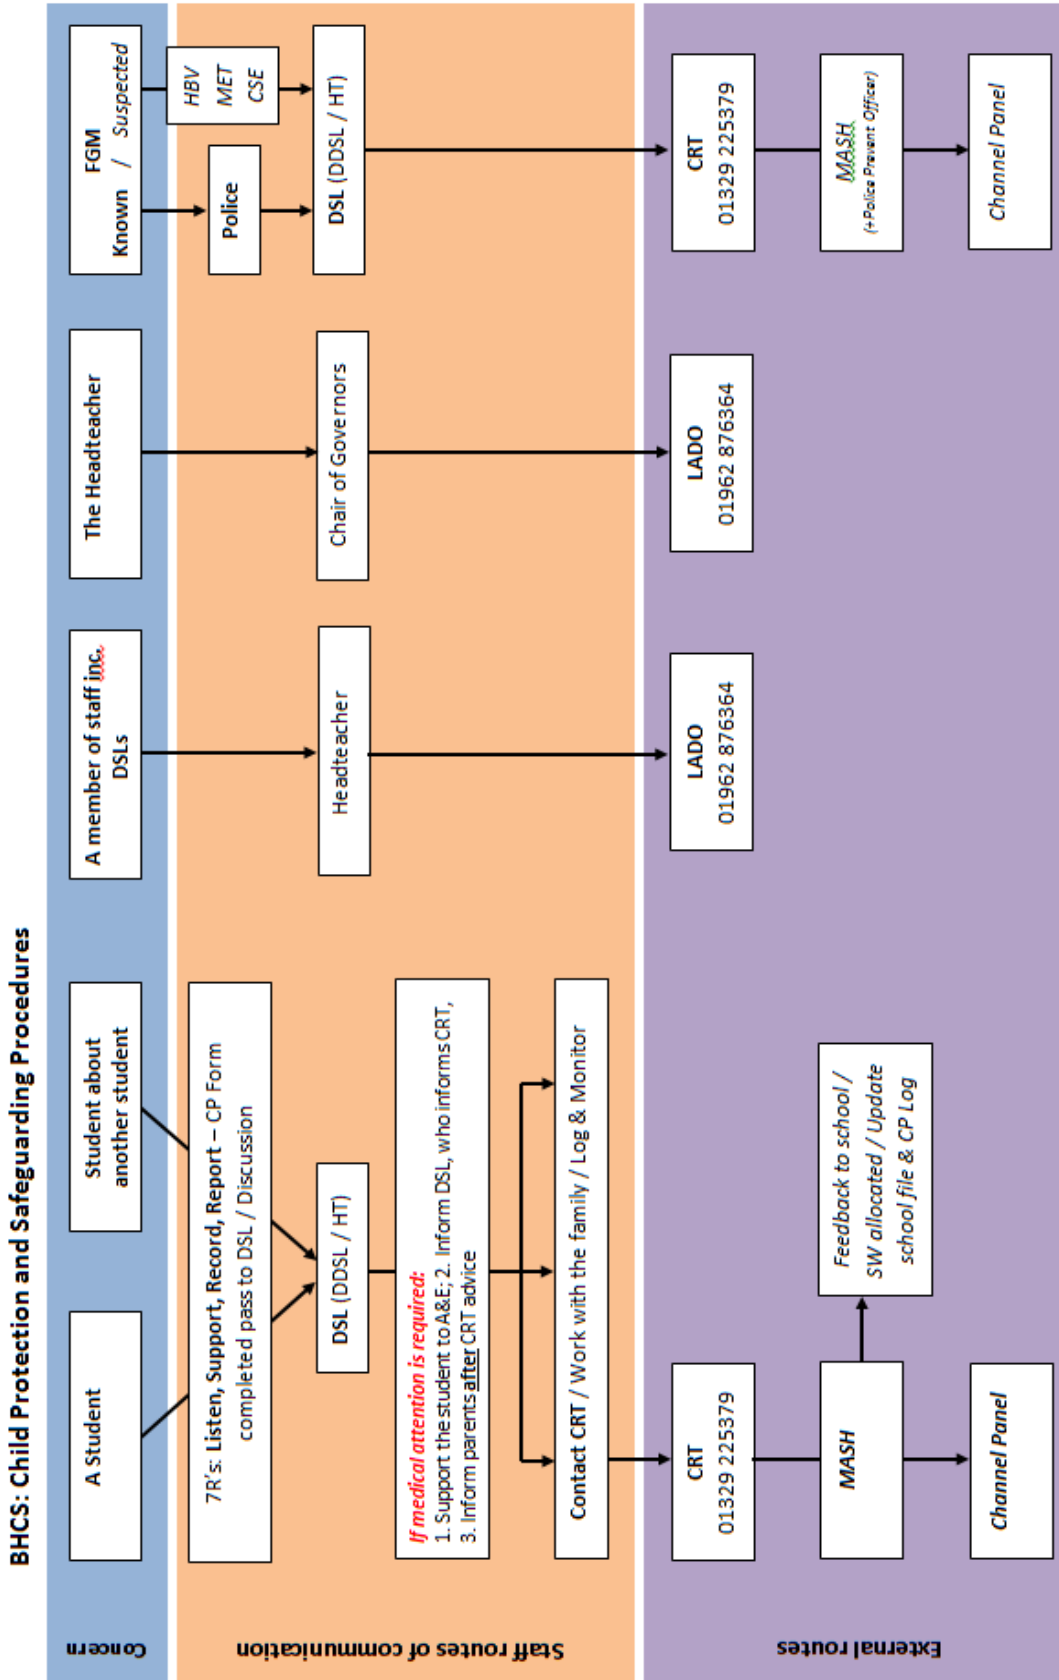 BHCS: Child Protection and Safeguarding Procedures
Concern
A Student
Student about
another student
A member of staff inc.
DSLs
The Headteacher
FGM
Known / Suspected
Staff routes of communication
7R's: Listen, Support, Record, Report – CP Form
completed pass to DSL / Discussion
DSL (DDSL / HT)
If medical attention is required:
1. Support the student to A&E; 2. Inform DSL, who informs CRT,
3. Inform parents after CRT advice
Contact CRT / Work with the family / Log & Monitor
Headteacher
Chair of Governors
Police
HBV
MET
CSE
DSL (DDSL / HT)
External routes
CRT
01329 225379
MASH
Feedback to school /
SW allocated / Update
school file & CP Log
Channel Panel
LADO
01962 876364
LADO
01962 876364
CRT
01329 225379
MASH
(+Police Prevent Officer)
Channel Panel